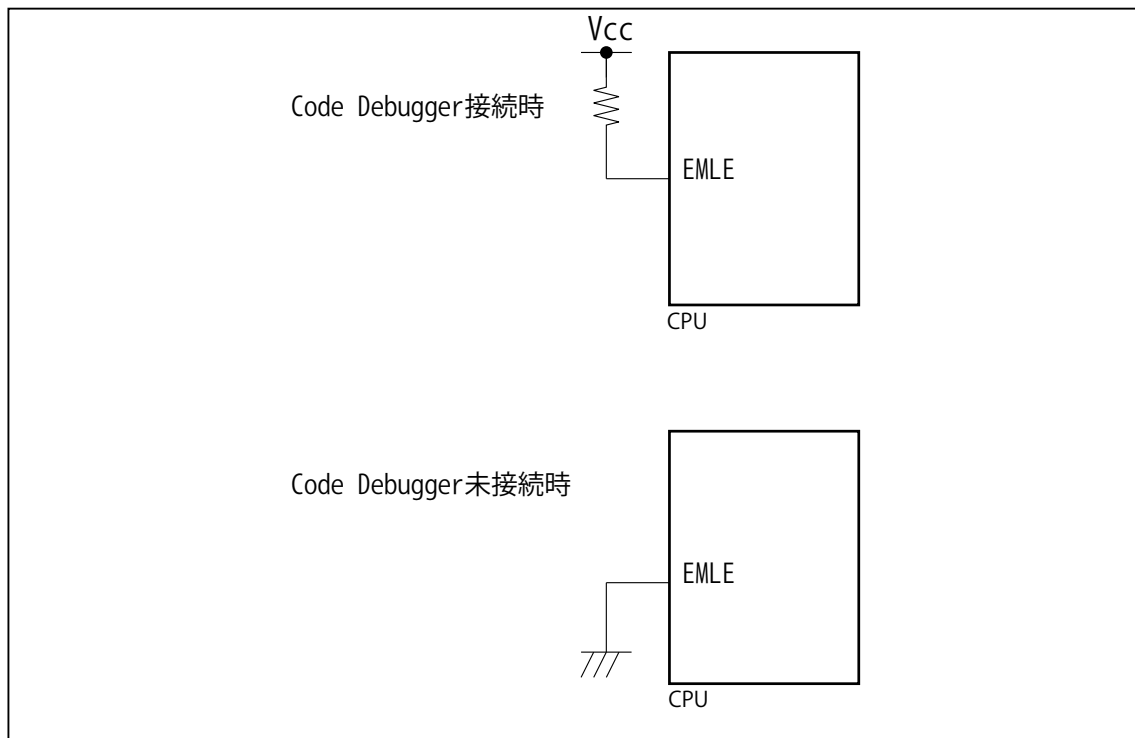 Vcc
Code Debugger接続時
EMLE
CPU
Code Debugger未接続時
EMLE
CPU